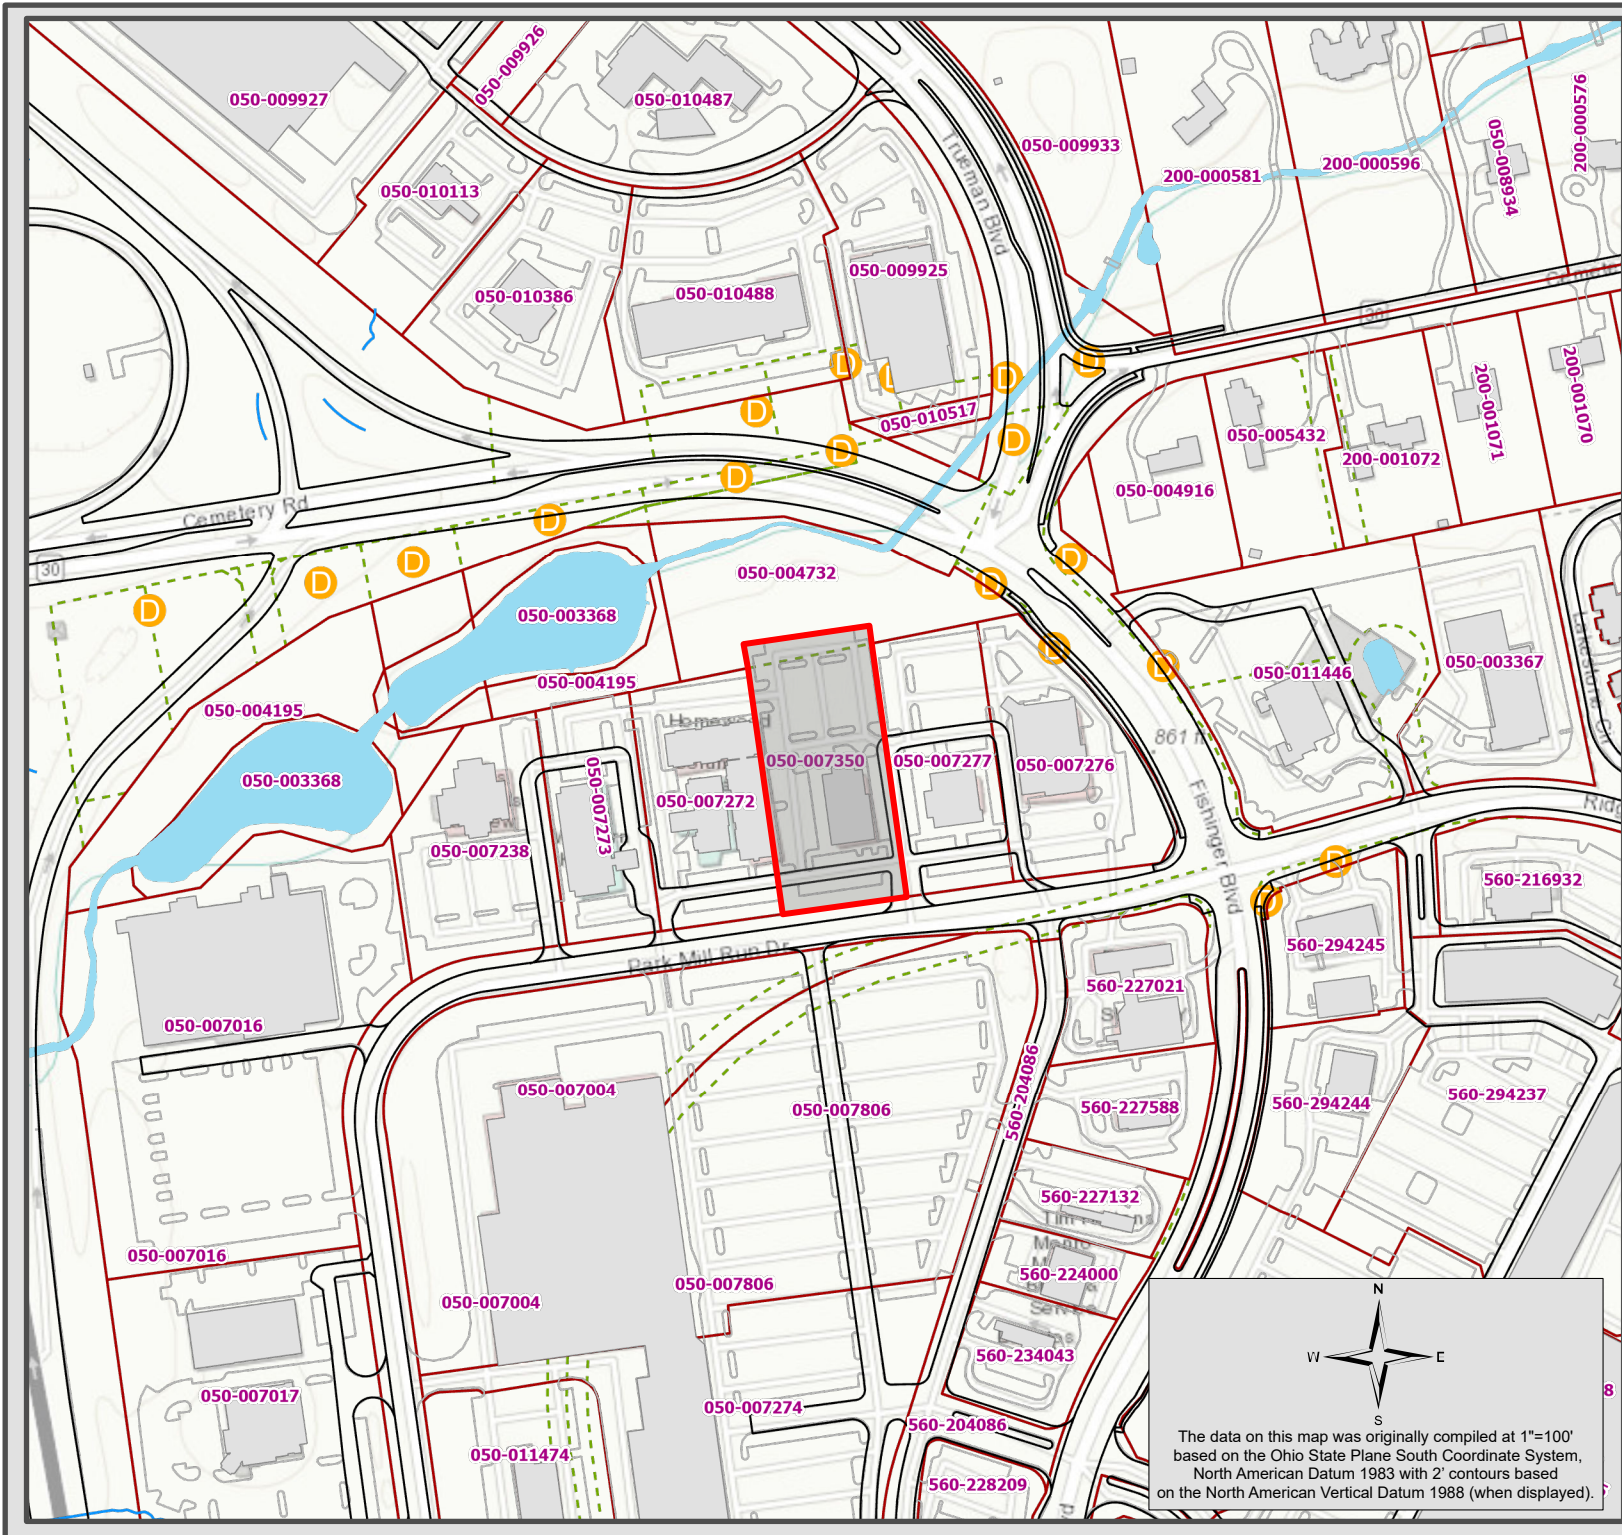 050-009926
050-009927
050-010487
200-000576
050-009933
050-008934
200-000596
200-000581
Trueman Blvd
050-010113
050-009925
050-010386
050-010488
30
D
D
D
D
D
200-001070
200-001071
050-010517
050-005432
D
D
200-001072
D
050-004916
Cemetery Rd
D
30
D
D
050-004732
D
D
D
050-003368
D
D
050-011446
050-003367
Lakestone Cir
050-004195
050-004195
Homewood
861 ft
050-003368
050-007350
050-007277
050-007276
050-007273
050-007272
Fishinger Blvd
Ridg
050-007238
D
560-216932
560-294245
Park Mill Run Dr
560-227021
050-007016
560-204086
050-007004
050-007806
560-227588
560-294244
560-294237
560-227132
050-007016
560-224000
050-007806
050-007004
560-234043
050-007017
050-007274
560-204086
050-011474
560-228209
8
N
W
E
S
The data on this map was originally compiled at 1"=100'
based on the Ohio State Plane South Coordinate System,
North American Datum 1983 with 2' contours based
on the North American Vertical Datum 1988 (when displayed).